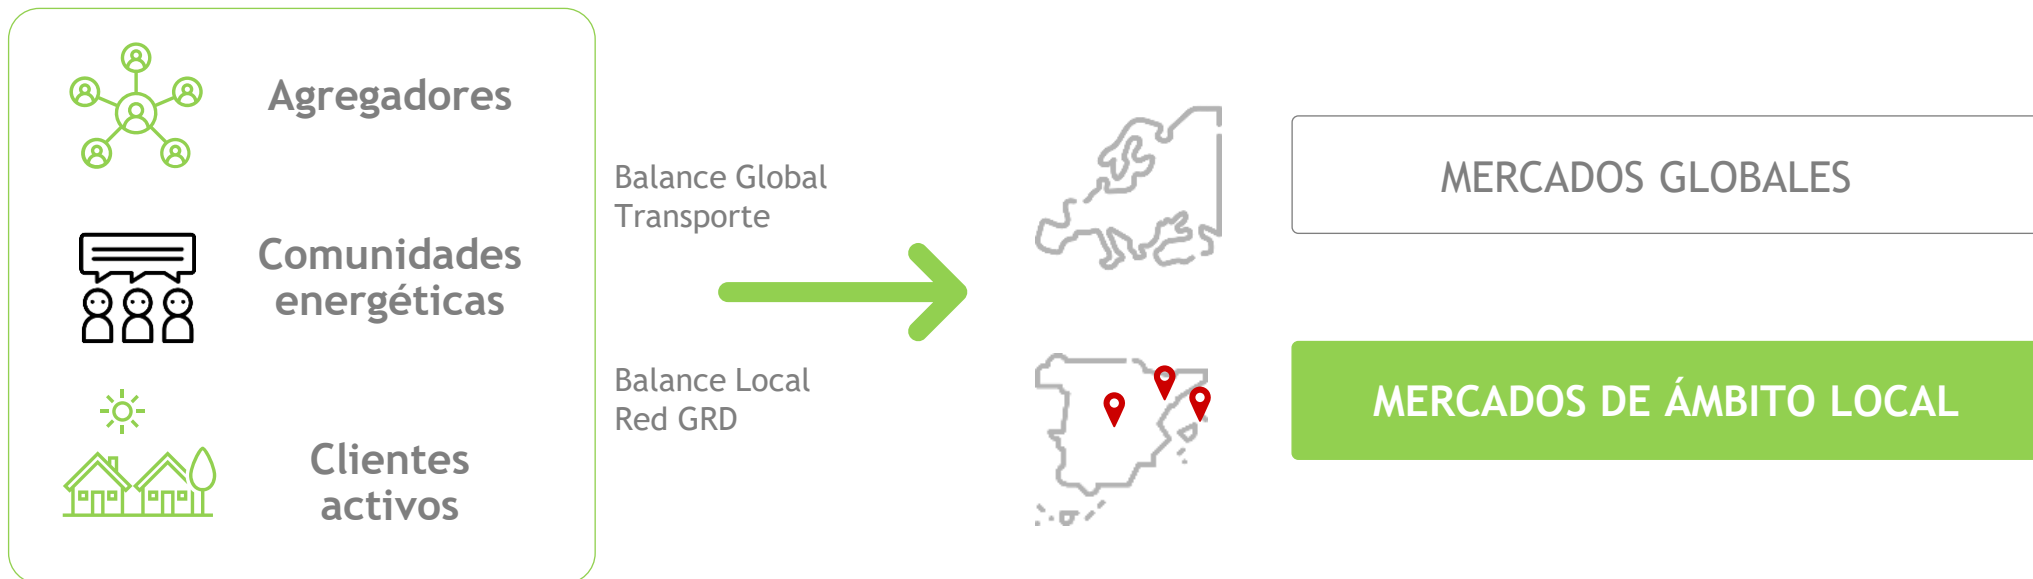 Agregadores
Comunidades
energéticas
Clientes
activos
Balance Global
Transporte
Balance Local
Red GRD
MERCADOS GLOBALES
MERCADOS DE ÁMBITO LOCAL